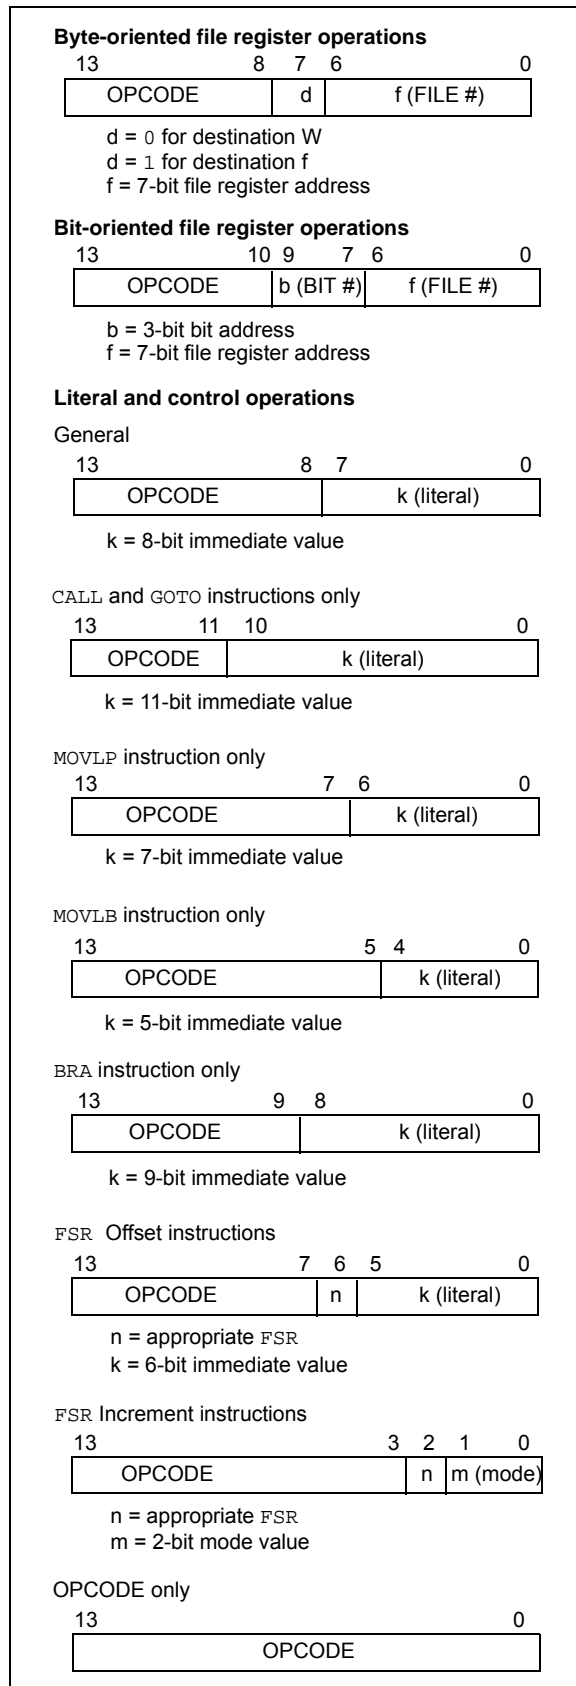 Byte-oriented file register operations
13 8 7 6 0
OPCODE d f (FILE #)
d = 0 for destination W
d = 1 for destination f
f = 7-bit file register address
Bit-oriented file register operations
13 10 9 7 6 0
OPCODE b (BIT #) f (FILE #)
b = 3-bit bit address
f = 7-bit file register address
Literal and control operations
General
13 8 7 0
OPCODE k (literal)
k = 8-bit immediate value
CALL and GOTO instructions only
13 11 10 0
OPCODE k (literal)
k = 11-bit immediate value
MOVLP instruction only
13 7 6 0
OPCODE k (literal)
k = 7-bit immediate value
MOVLB instruction only
13 5 4 0
OPCODE k (literal)
k = 5-bit immediate value
BRA instruction only
13 9 8 0
OPCODE k (literal)
k = 9-bit immediate value
FSR Offset instructions
13 7 6 5 0
OPCODE n k (literal)
n = appropriate FSR
k = 6-bit immediate value
FSR Increment instructions
13 3 2 1 0
OPCODE n m (mode)
n = appropriate FSR
m = 2-bit mode value
OPCODE only
13 0
OPCODE